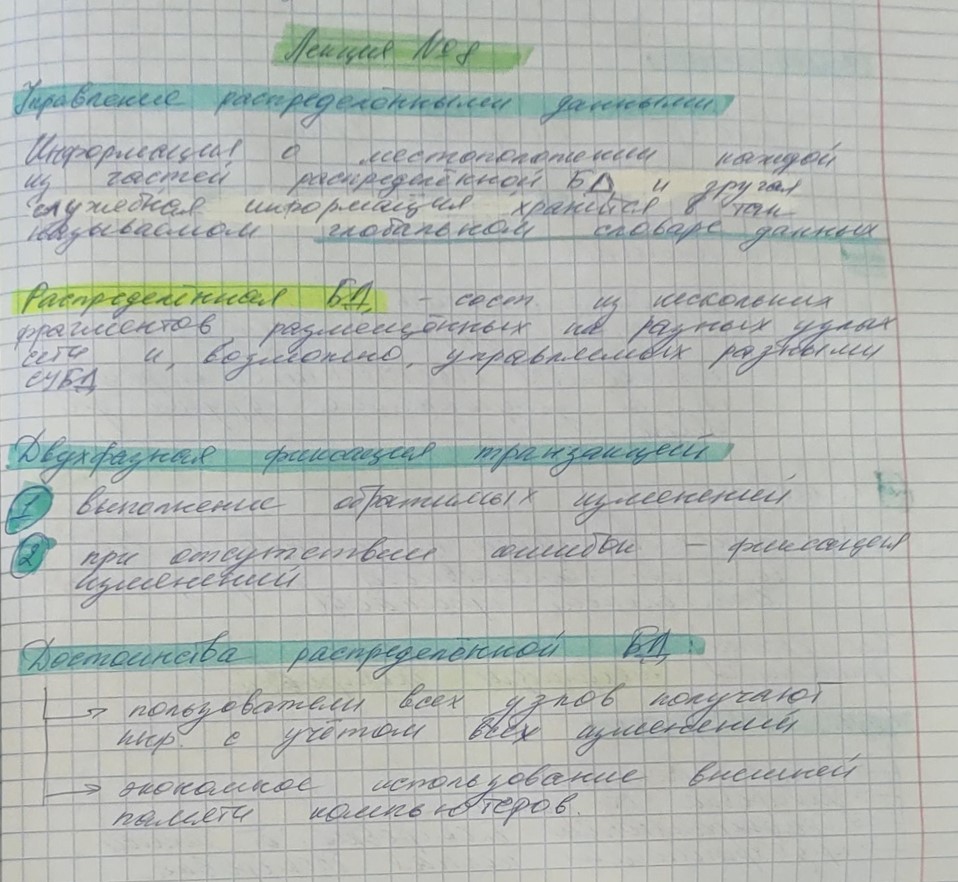 Лекция №8
Управление распределёнными данными
Информация о местоположении каждой
из частей распределённой БД и другая
служебная информация хранится в так
называемом глобальном словаре данных
Распределённая БД - сост. из нескольких
фрагментов, размещённых на разных узлах
сети и, возможно, управляемых разными
СУБД
Двухфазная фиксация транзакций
1 выполнение обратимых изменений
2 при отсутствии ошибок - фиксация
изменений
Достоинства распределённой БД:
→ пользователи всех узлов получают
с учётом всех изменений
→ экономное использование внешней
памяти компьютеров.